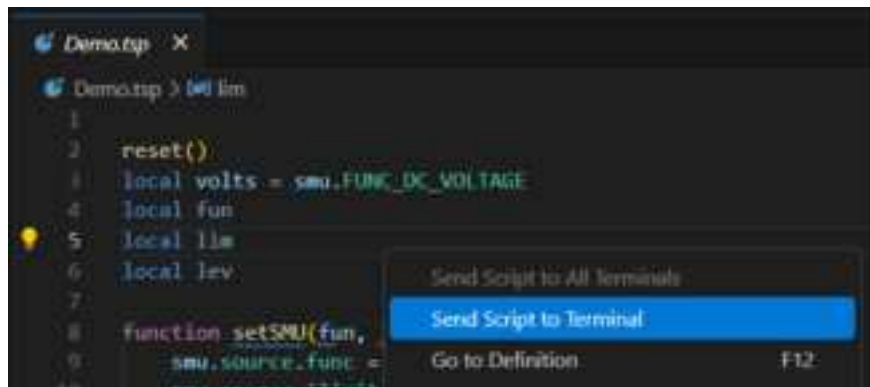 Demo.tsp ×
Demo.tsp > lim
1
2 reset()
3 local volts = smu.FUNC_DC_VOLTAGE
4 local fun
5 local lim
6 local lev
7
8 function setSMU(fun,
9 smu.source.func =
Send Script to All Terminals
Send Script to Terminal
Go to Definition F12